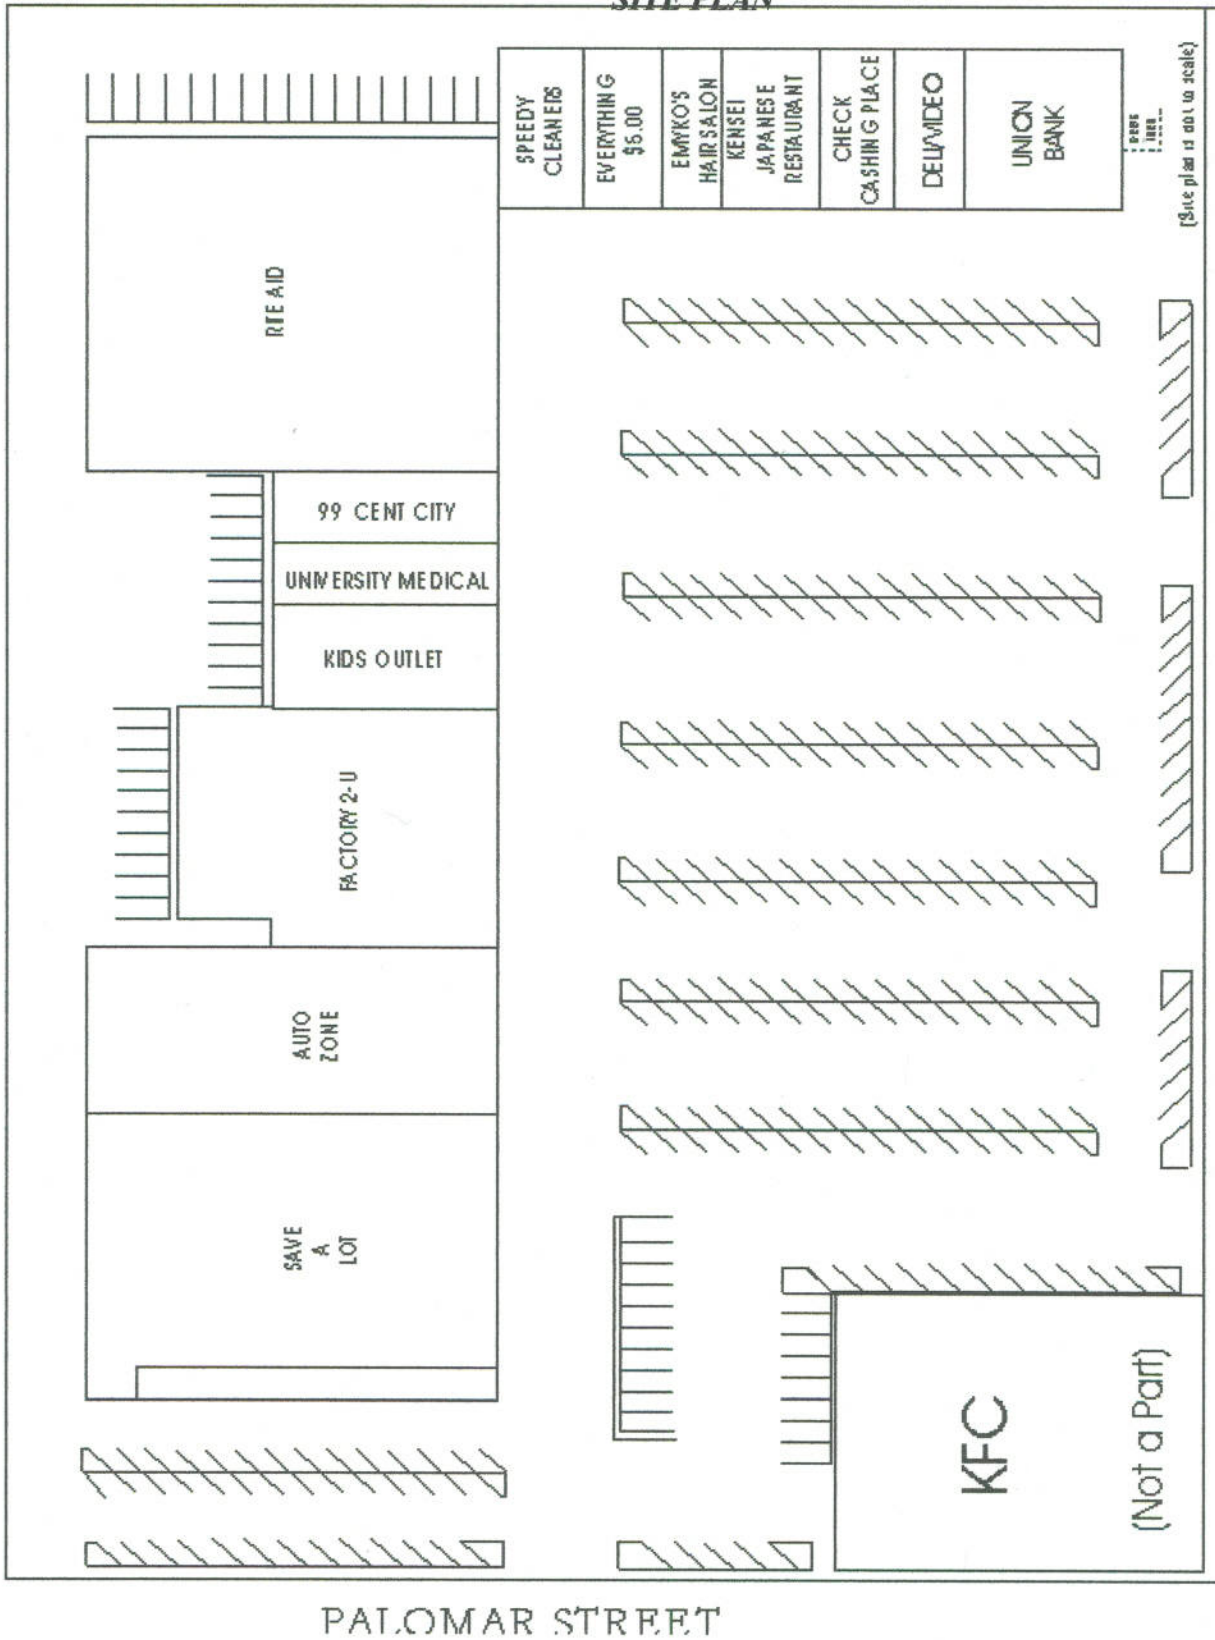 SITE PLAN
SPEEDY
CLEANERS
EVERYTHING
$5.00
EMYKO'S
HAIR SALON
KENSEI
JAPANESE
RESTAURANT
CHECK
CASHING PLACE
DELI/VIDEO
UNION
BANK
(Site plan is not to scale)
RITE AID
99 CENT CITY
UNIVERSITY MEDICAL
KIDS OUTLET
FACTORY 2-U
AUTO
ZONE
SAVE
A
LOT
KFC
(Not a Part)
PALOMAR STREET